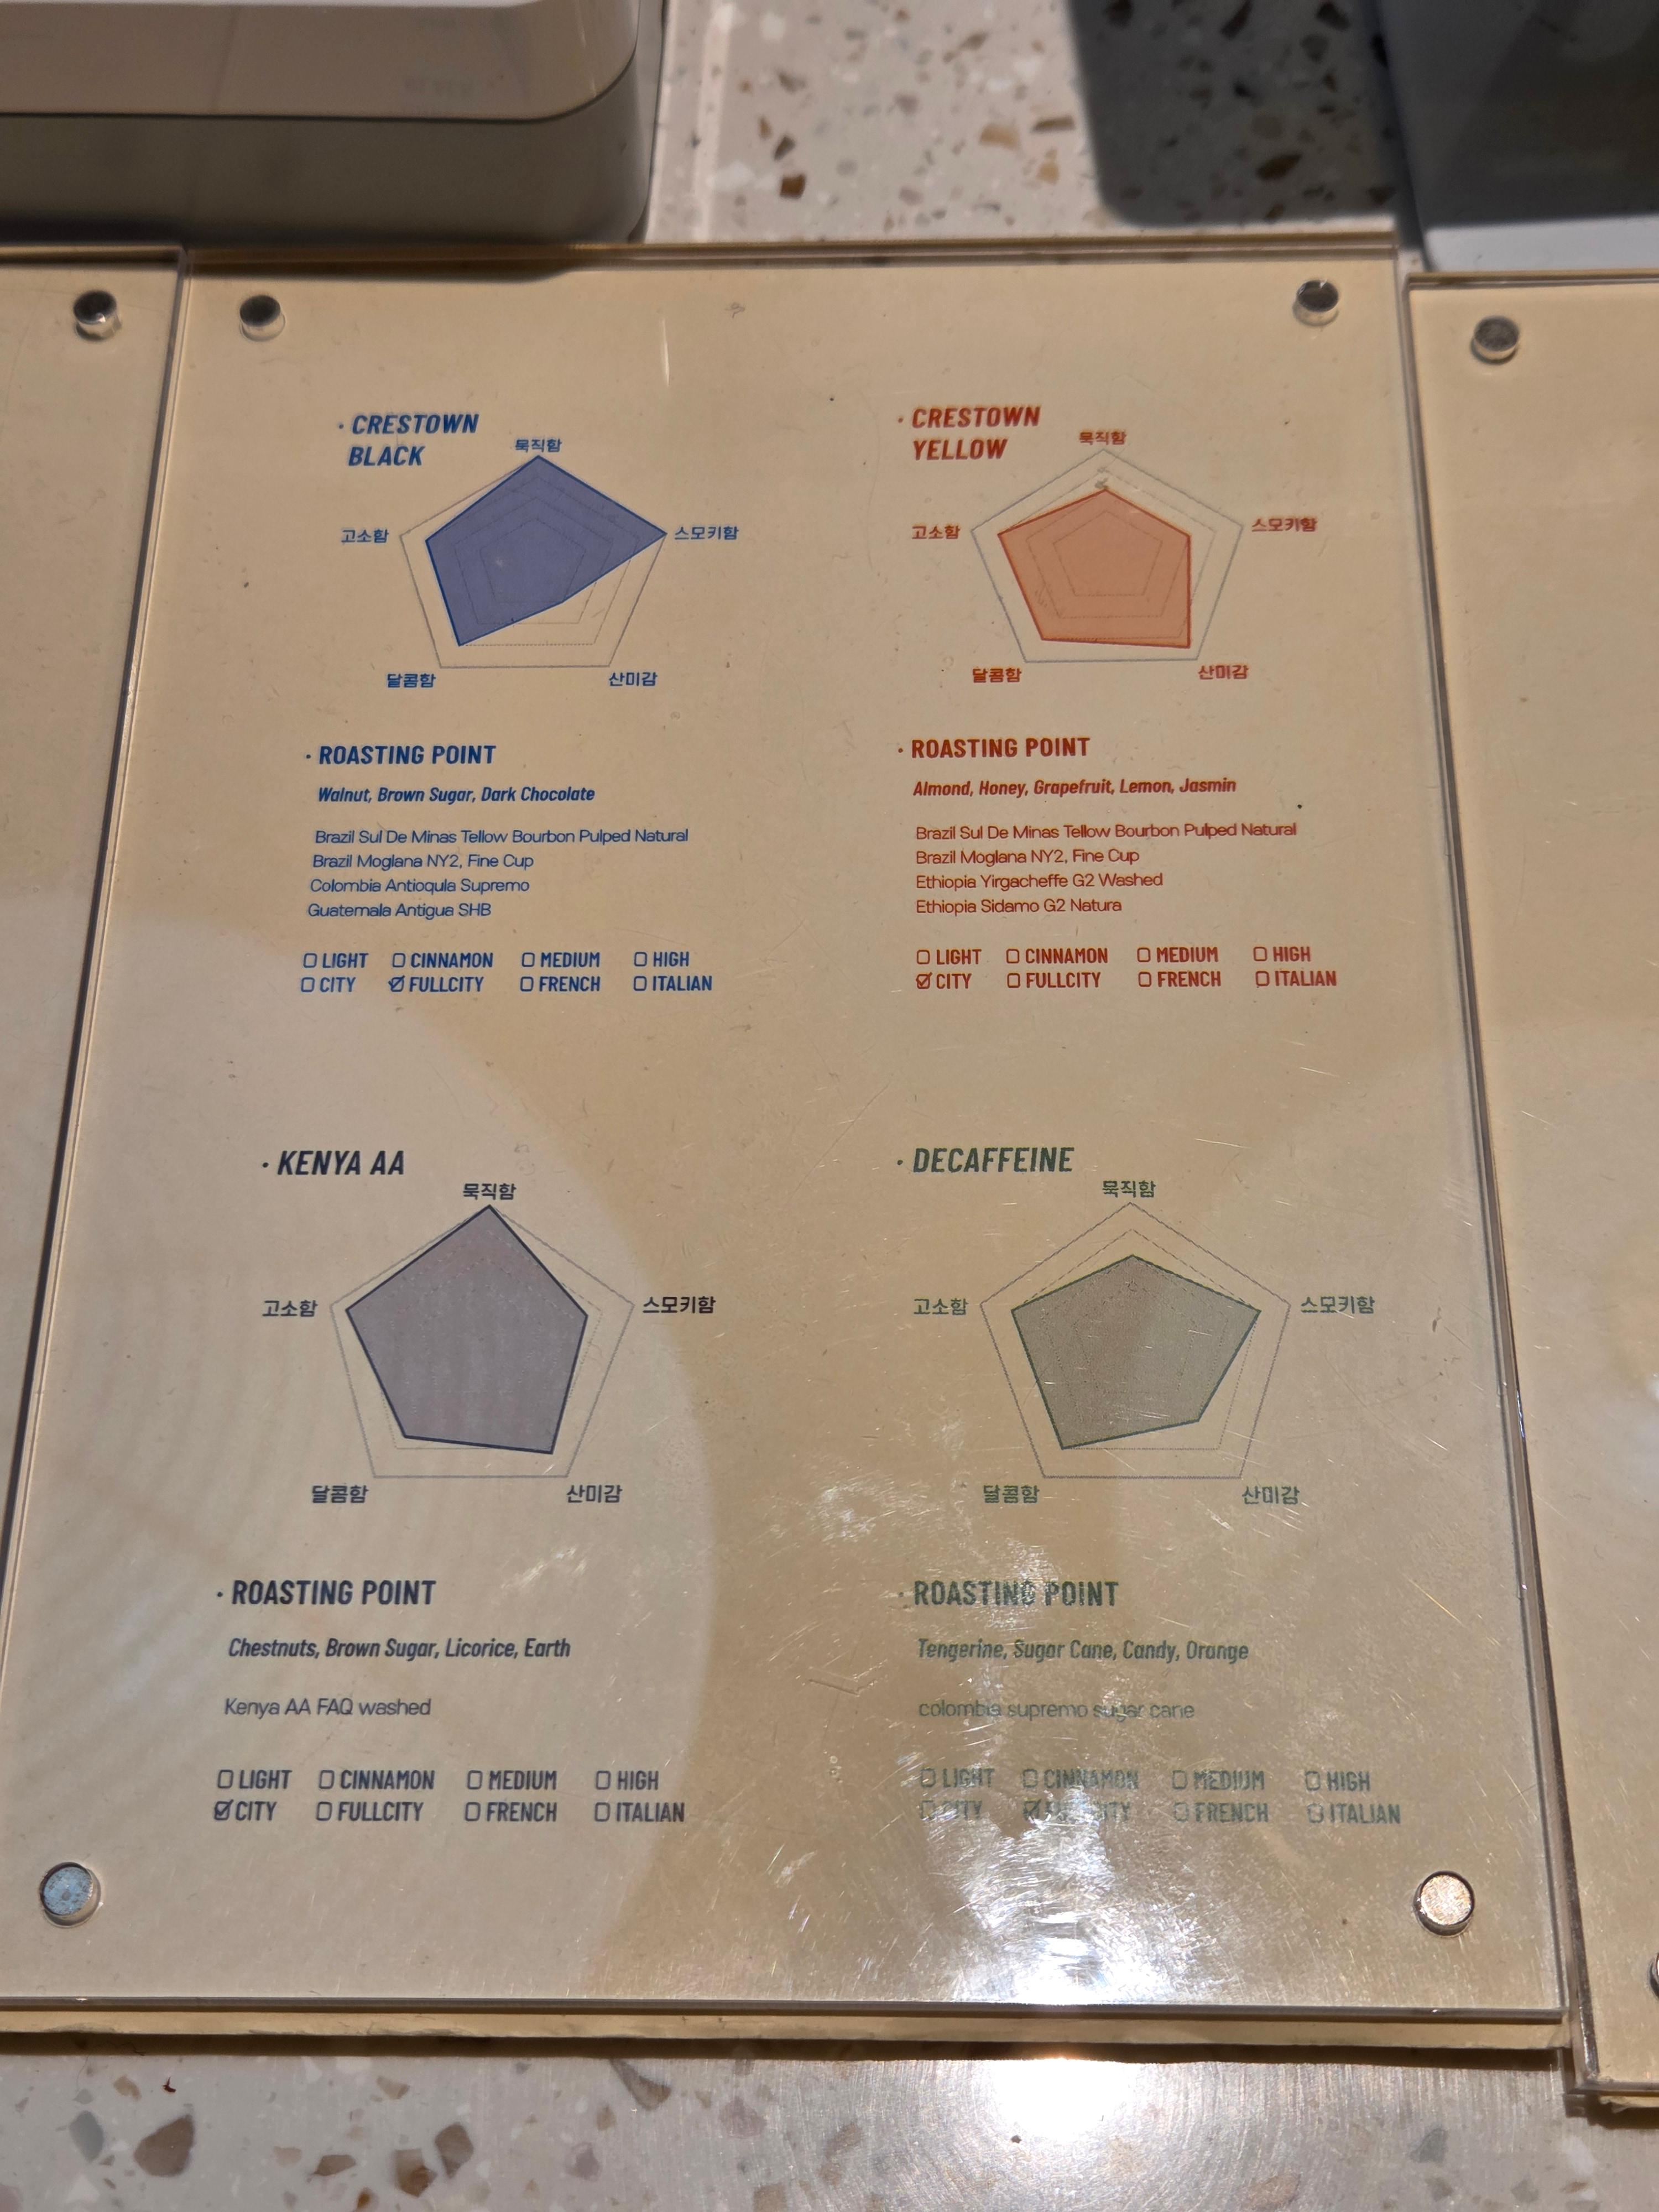 · CRESTOWN
BLACK
묵직함
고소함
스모키함
달콤함
산미감
· ROASTING POINT
Walnut, Brown Sugar, Dark Chocolate
Brazil Sul De Minas Tellow Bourbon Pulped Natural
Brazil Moglana NY2, Fine Cup
Colombia Antioqula Supremo
Guatemala Antigua SHB
LIGHT CINNAMON MEDIUM HIGH
CITY FULLCITY FRENCH ITALIAN
· CRESTOWN
YELLOW
묵직함
고소함
스모키함
달콤함
산미감
· ROASTING POINT
Almond, Honey, Grapefruit, Lemon, Jasmin
Brazil Sul De Minas Tellow Bourbon Pulped Natural
Brazil Moglana NY2, Fine Cup
Ethiopia Yirgacheffe G2 Washed
Ethiopia Sidamo G2 Natura
LIGHT CINNAMON MEDIUM HIGH
CITY FULLCITY FRENCH ITALIAN
· KENYA AA
묵직함
고소함
스모키함
달콤함
산미감
· ROASTING POINT
Chestnuts, Brown Sugar, Licorice, Earth
Kenya AA FAQ washed
LIGHT CINNAMON MEDIUM HIGH
CITY FULLCITY FRENCH ITALIAN
· DECAFFEINE
묵직함
고소함
스모키함
달콤함
산미감
· ROASTING POINT
Tengerine, Sugar Cane, Candy, Orange
colombia supremo sugar cane
LIGHT CINNAMON MEDIUM HIGH
CITY FULLCITY FRENCH ITALIAN